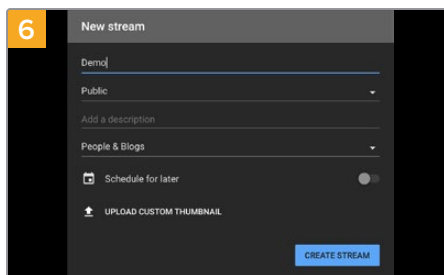 6
New stream
Demo
Public
Add a description
People & Blogs
Schedule for later
UPLOAD CUSTOM THUMBNAIL
CREATE STREAM